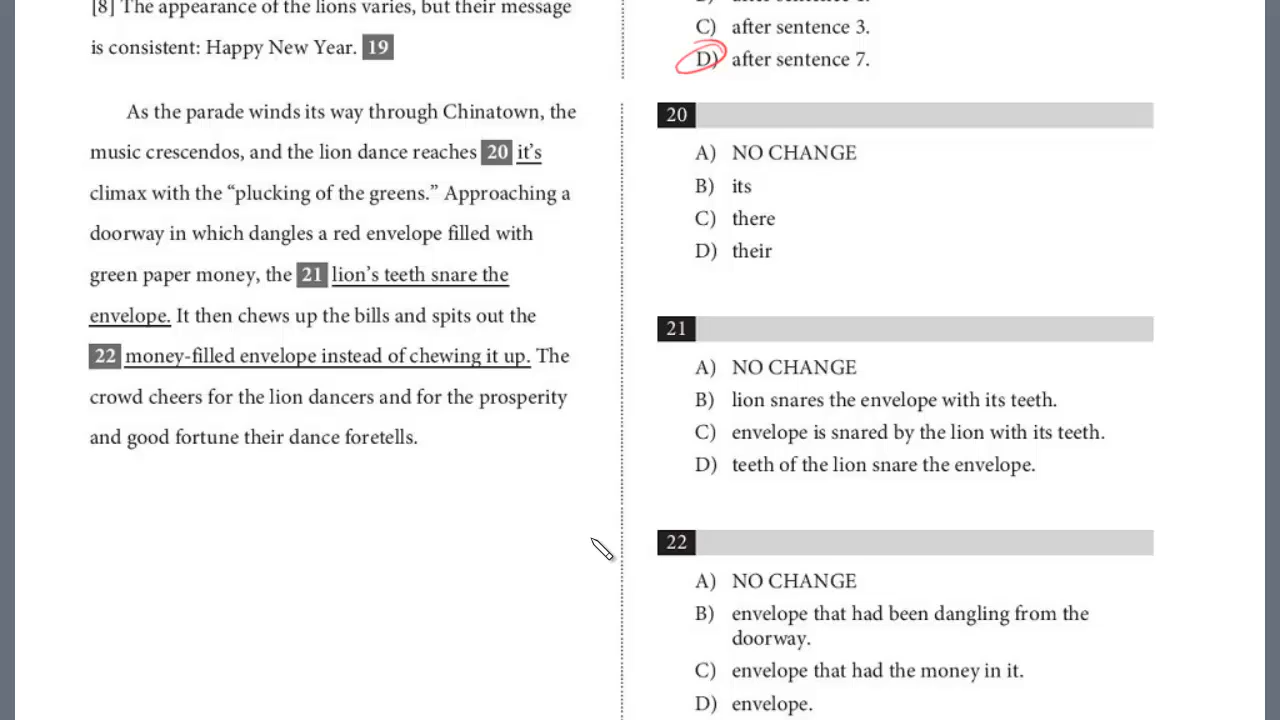 [8] The appearance of the lions varies, but their message
is consistent: Happy New Year. 19
As the parade winds its way through Chinatown, the
music crescendos, and the lion dance reaches 20 it’s
climax with the “plucking of the greens.” Approaching a
doorway in which dangles a red envelope filled with
green paper money, the 21 lion’s teeth snare the
envelope. It then chews up the bills and spits out the
22 money-filled envelope instead of chewing it up. The
crowd cheers for the lion dancers and for the prosperity
and good fortune their dance foretells.
C) after sentence 3.
D) after sentence 7.
20
A) NO CHANGE
B) its
C) there
D) their
21
A) NO CHANGE
B) lion snares the envelope with its teeth.
C) envelope is snared by the lion with its teeth.
D) teeth of the lion snare the envelope.
22
A) NO CHANGE
B) envelope that had been dangling from the
doorway.
C) envelope that had the money in it.
D) envelope.